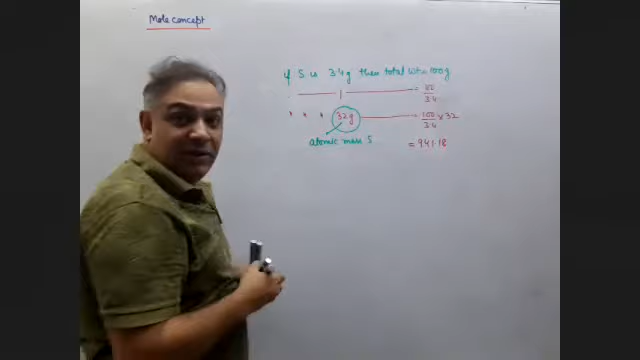 Mole concept
if S is 3.4g then total wt = 100g
1 = 100/3.4
" " " 32g = 100/3.4 × 32
atomic mass S
= 941.18